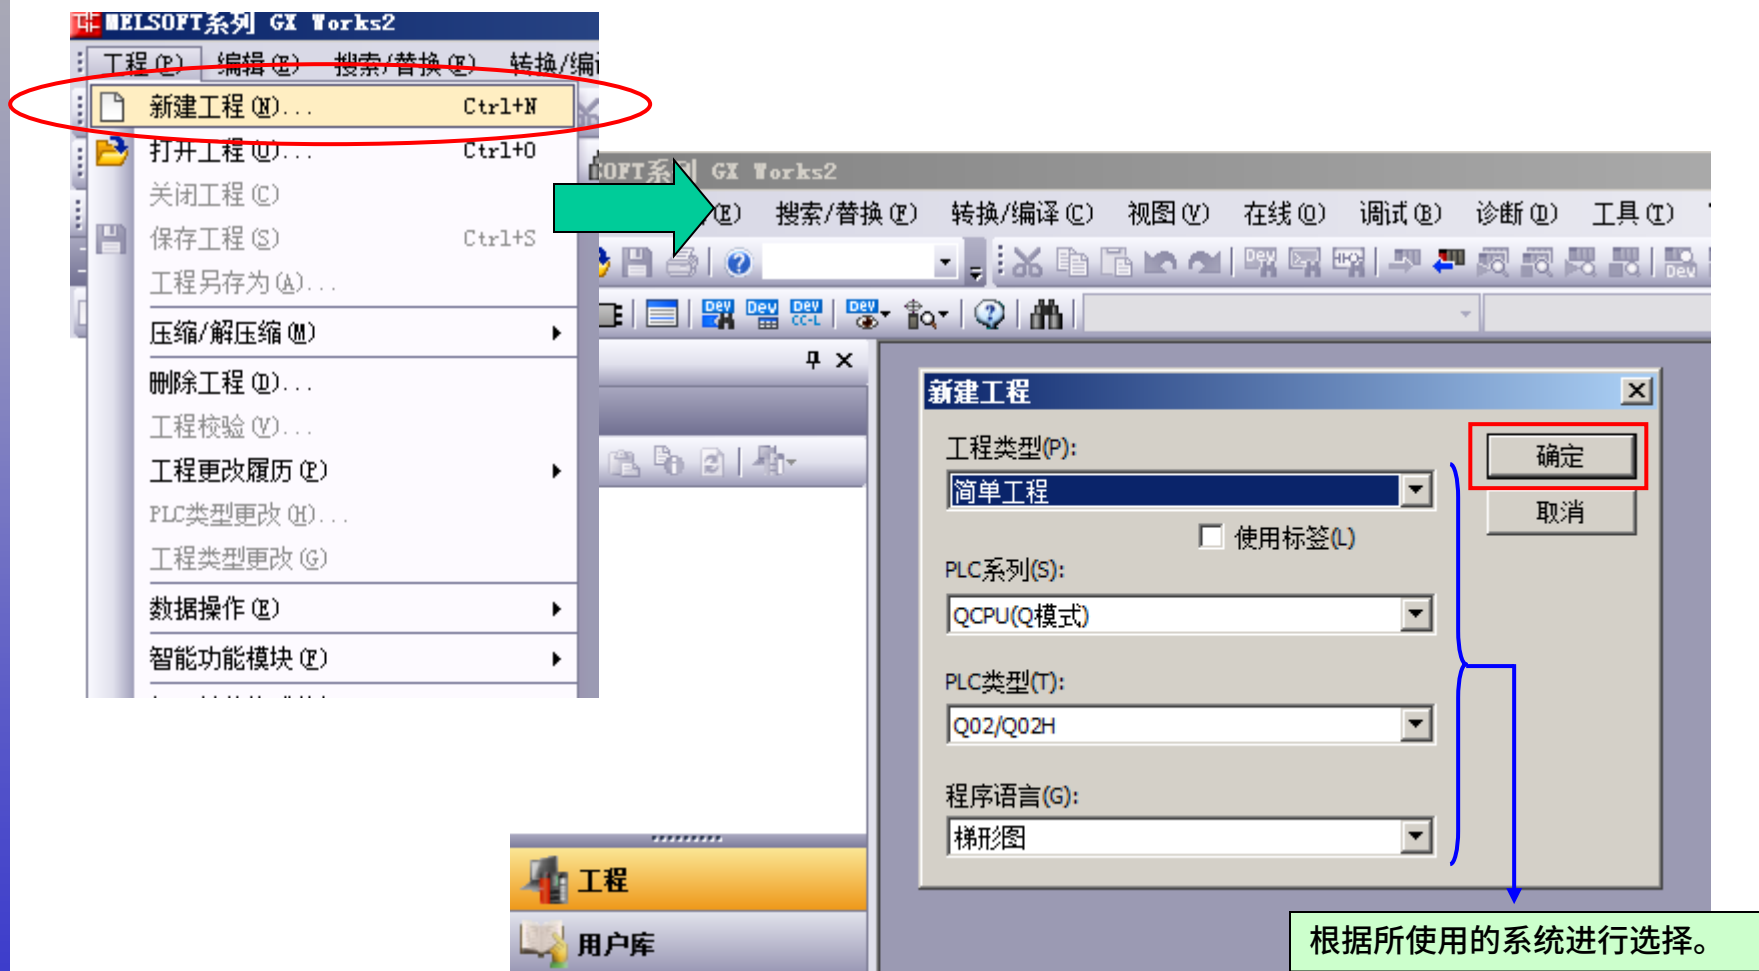 MELSOFT系列 GX Works2
工程(P) 编辑(E) 搜索/替换(F) 转换/编
新建工程(N)... Ctrl+N
打开工程(O)... Ctrl+O
关闭工程(C)
保存工程(S) Ctrl+S
工程另存为(A)...
压缩/解压缩(M)
删除工程(D)...
工程校验(V)...
工程更改履历(P)
PLC类型更改(H)...
工程类型更改(G)
数据操作(E)
智能功能模块(F)
SOFT系列 GX Works2
(E) 搜索/替换(F) 转换/编译(C) 视图(V) 在线(O) 调试(B) 诊断(D) 工具(T)
新建工程
工程类型(P):
简单工程
使用标签(L)
PLC系列(S):
QCPU(Q模式)
PLC类型(T):
Q02/Q02H
程序语言(G):
梯形图
确定
取消
工程
用户库
根据所使用的系统进行选择。